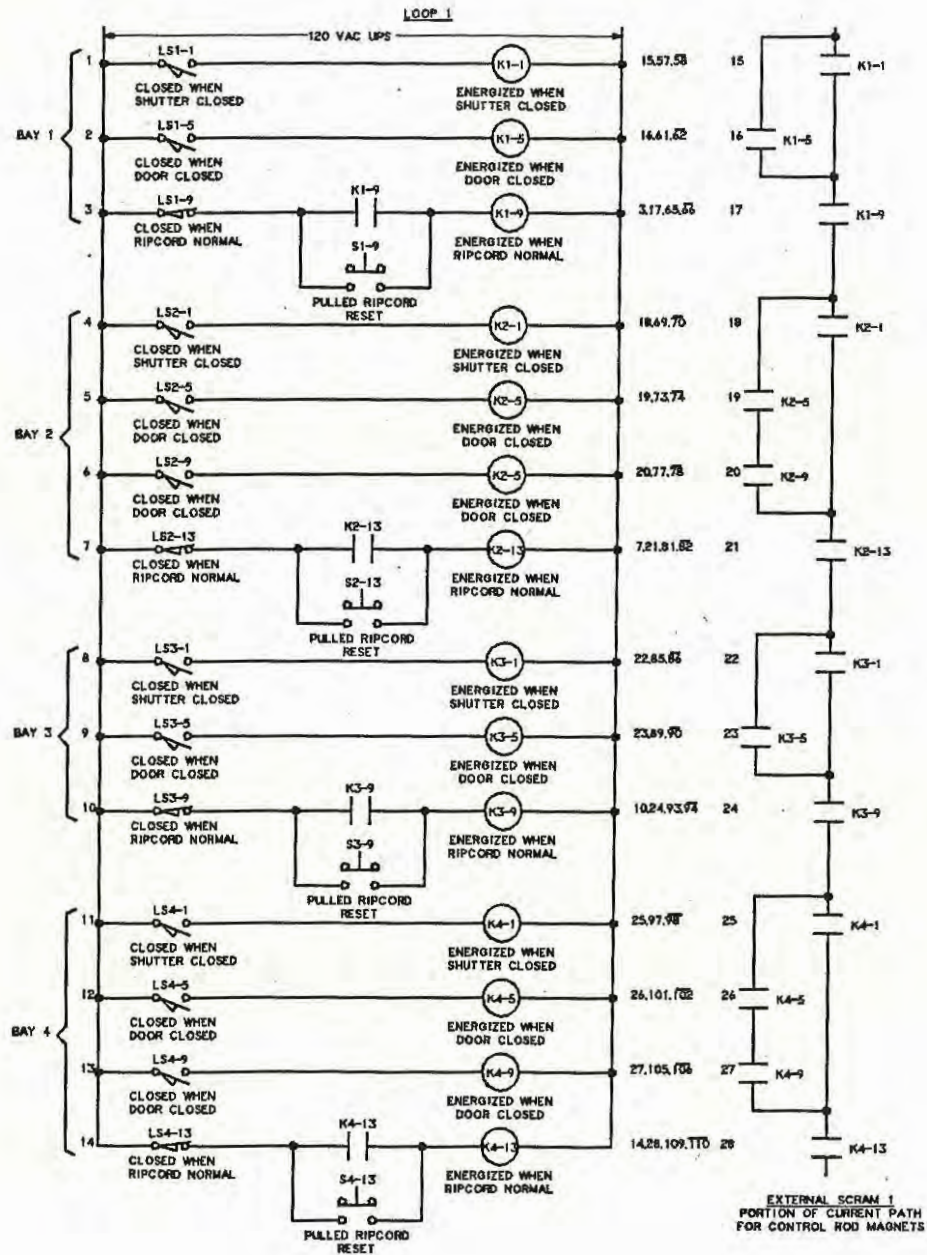 LOOP 1
120 VAC UPS
BAY 1
1
LS1-1
CLOSED WHEN
SHUTTER CLOSED
K1-1
ENERGIZED WHEN
SHUTTER CLOSED
15,57,58
15
K1-1
2
LS1-5
CLOSED WHEN
DOOR CLOSED
K1-5
ENERGIZED WHEN
DOOR CLOSED
16,61,62
16
K1-5
3
LS1-9
CLOSED WHEN
RIPCORD NORMAL
K1-9
S1-9
PULLED RIPCORD
RESET
K1-9
ENERGIZED WHEN
RIPCORD NORMAL
3,17,65,66
17
K1-9
BAY 2
4
LS2-1
CLOSED WHEN
SHUTTER CLOSED
K2-1
ENERGIZED WHEN
SHUTTER CLOSED
18,69,70
18
K2-1
5
LS2-5
CLOSED WHEN
DOOR CLOSED
K2-5
ENERGIZED WHEN
DOOR CLOSED
19,73,74
19
K2-5
6
LS2-9
CLOSED WHEN
DOOR CLOSED
K2-5
ENERGIZED WHEN
DOOR CLOSED
20,77,78
20
K2-9
7
LS2-13
CLOSED WHEN
RIPCORD NORMAL
K2-13
S2-13
PULLED RIPCORD
RESET
K2-13
ENERGIZED WHEN
RIPCORD NORMAL
7,21,81,82
21
K2-13
BAY 3
8
LS3-1
CLOSED WHEN
SHUTTER CLOSED
K3-1
ENERGIZED WHEN
SHUTTER CLOSED
22,85,86
22
K3-1
9
LS3-5
CLOSED WHEN
DOOR CLOSED
K3-5
ENERGIZED WHEN
DOOR CLOSED
23,89,90
23
K3-5
10
LS3-9
CLOSED WHEN
RIPCORD NORMAL
K3-9
S3-9
PULLED RIPCORD
RESET
K3-9
ENERGIZED WHEN
RIPCORD NORMAL
10,24,93,94
24
K3-9
BAY 4
11
LS4-1
CLOSED WHEN
SHUTTER CLOSED
K4-1
ENERGIZED WHEN
SHUTTER CLOSED
25,97,98
25
K4-1
12
LS4-5
CLOSED WHEN
DOOR CLOSED
K4-5
ENERGIZED WHEN
DOOR CLOSED
26,101,102
26
K4-5
13
LS4-9
CLOSED WHEN
DOOR CLOSED
K4-9
ENERGIZED WHEN
DOOR CLOSED
27,105,106
27
K4-9
14
LS4-13
CLOSED WHEN
RIPCORD NORMAL
K4-13
S4-13
PULLED RIPCORD
RESET
K4-13
ENERGIZED WHEN
RIPCORD NORMAL
14,28,109,110
28
K4-13
EXTERNAL SCRAM 1
PORTION OF CURRENT PATH
FOR CONTROL ROD MAGNETS